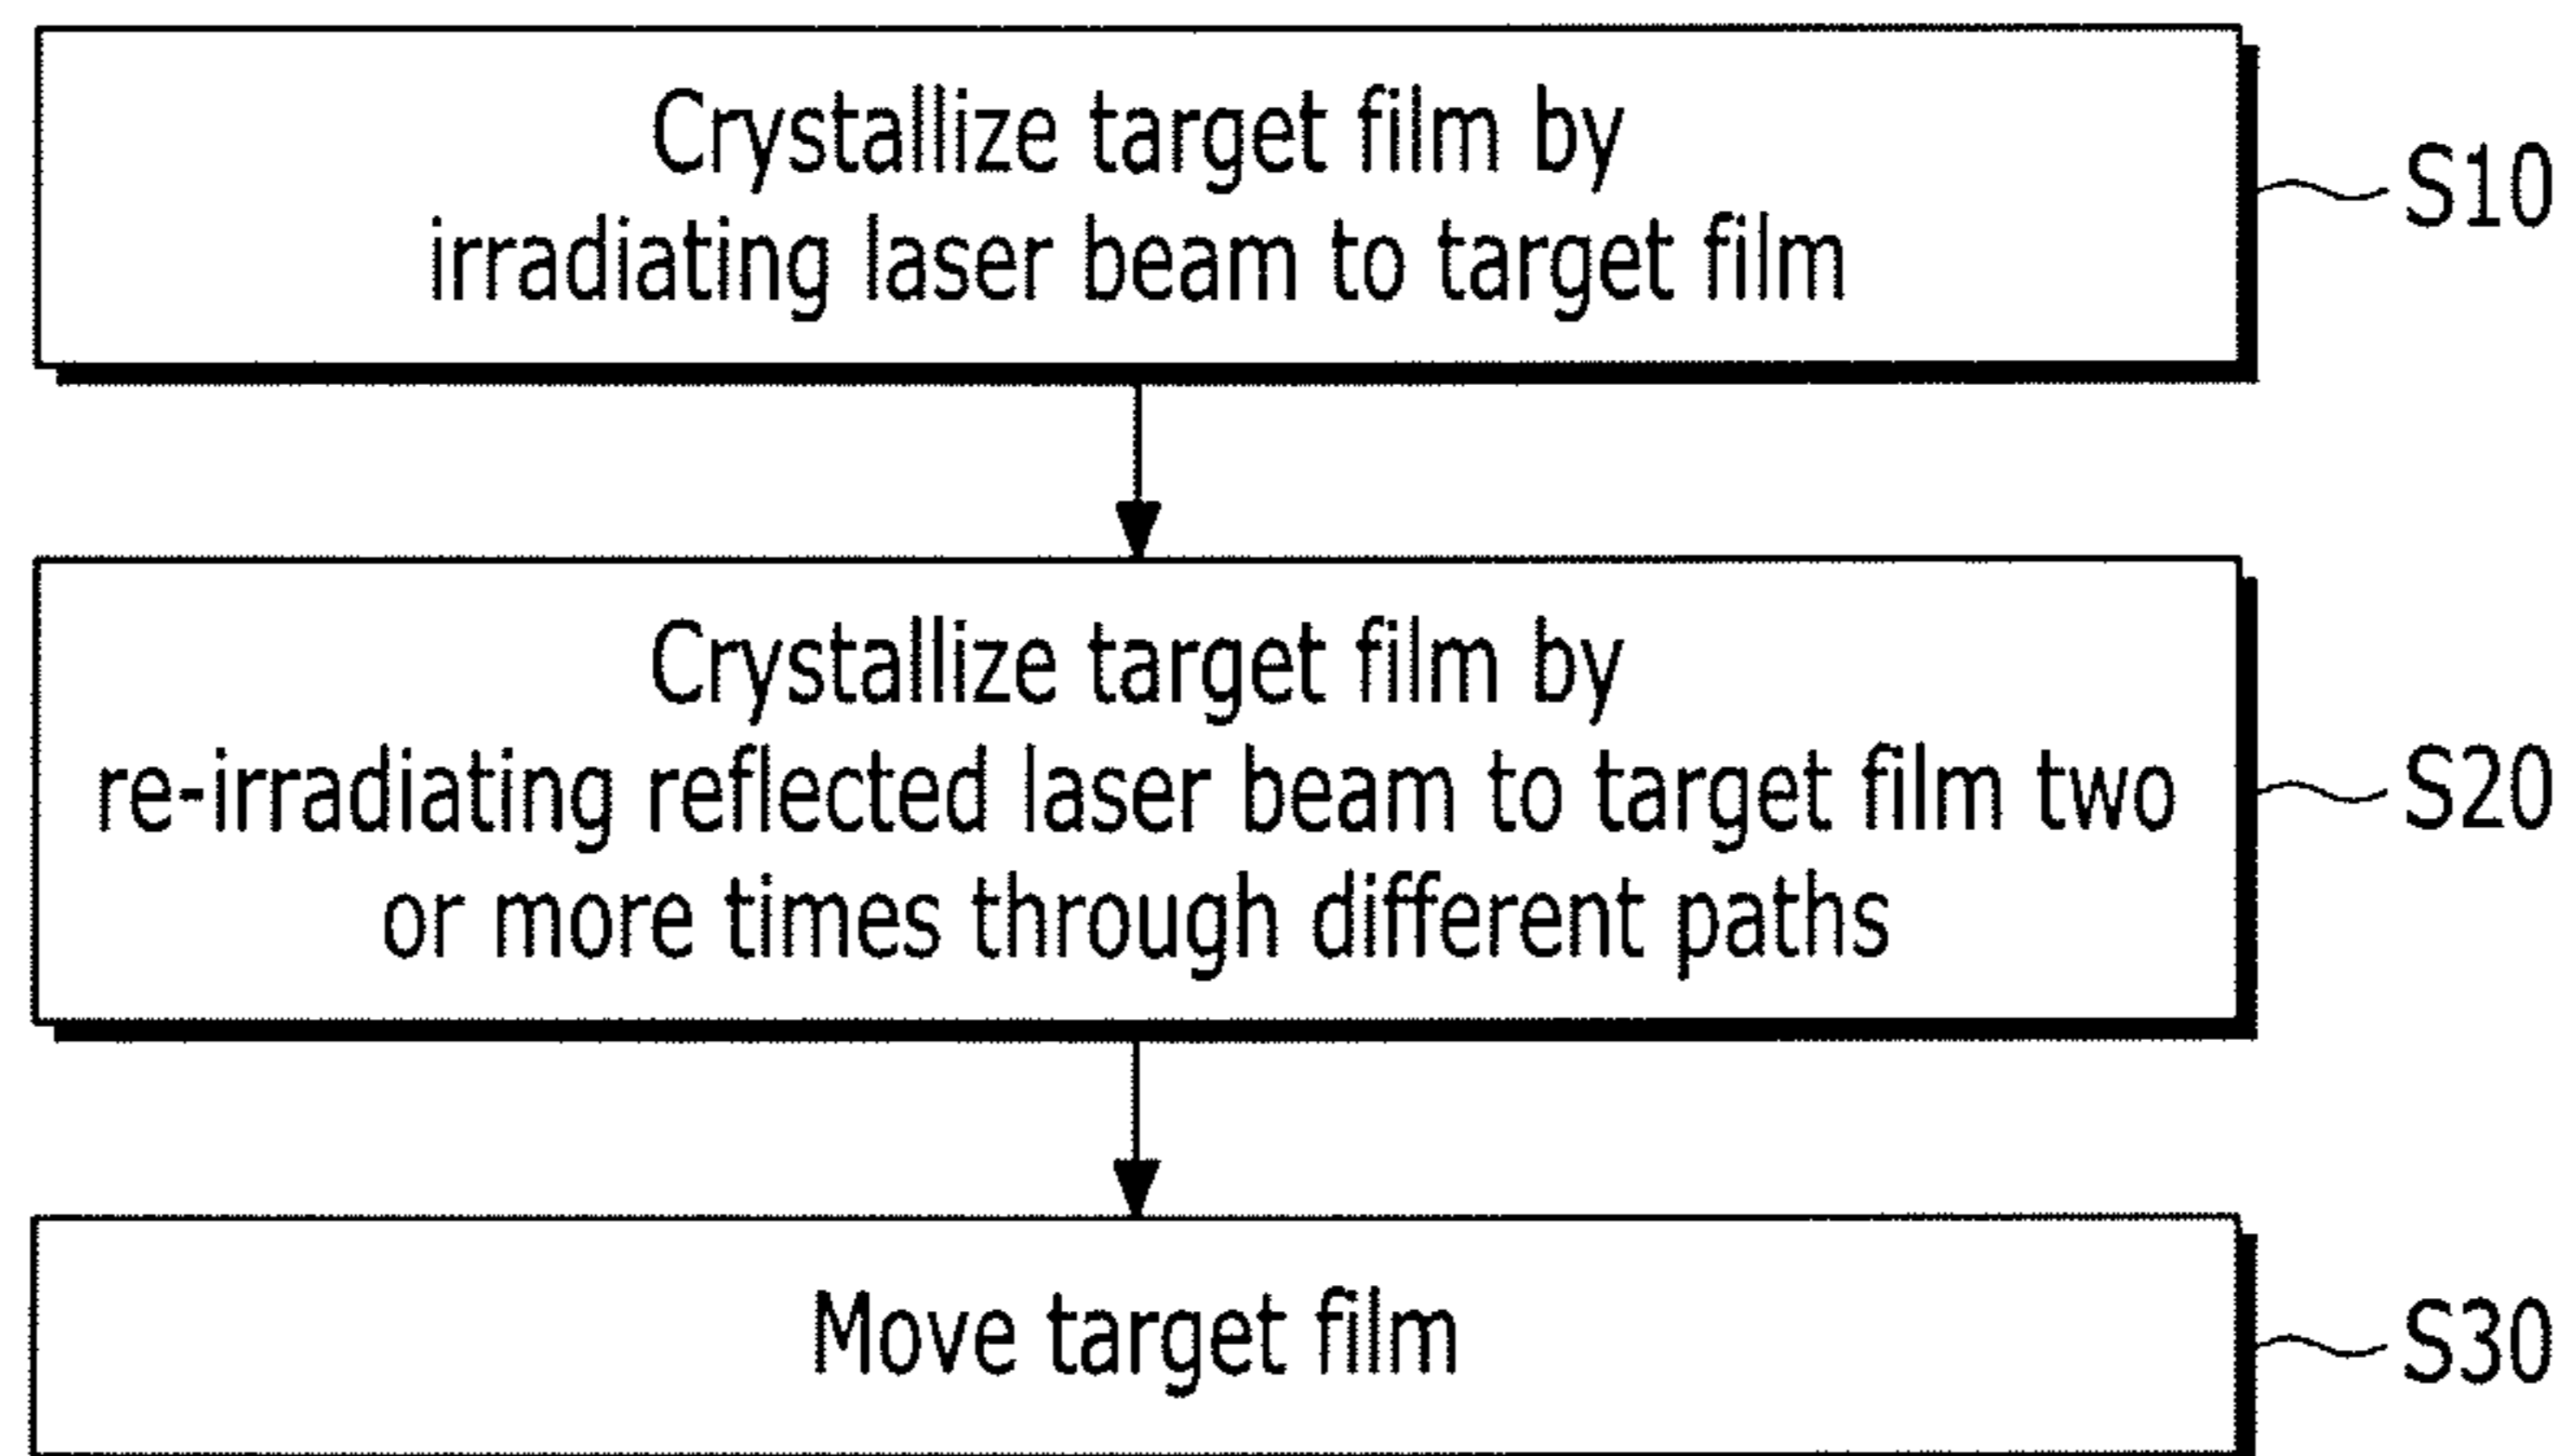 Crystallize target film by
irradiating laser beam to target film
S10
Crystallize target film by
re-irradiating reflected laser beam to target film two
or more times through different paths
S20
Move target film
S30